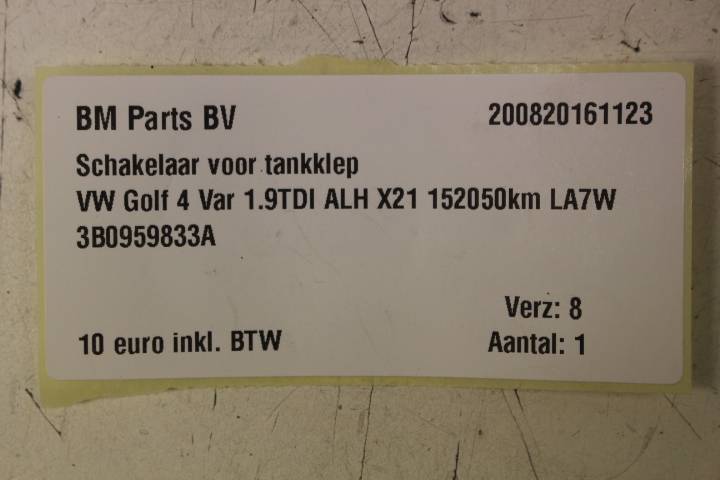 BM Parts BV 200820161123
Schakelaar voor tankklep
VW Golf 4 Var 1.9TDI ALH X21 152050km LA7W
3B0959833A
Verz: 8
10 euro inkl. BTW Aantal: 1